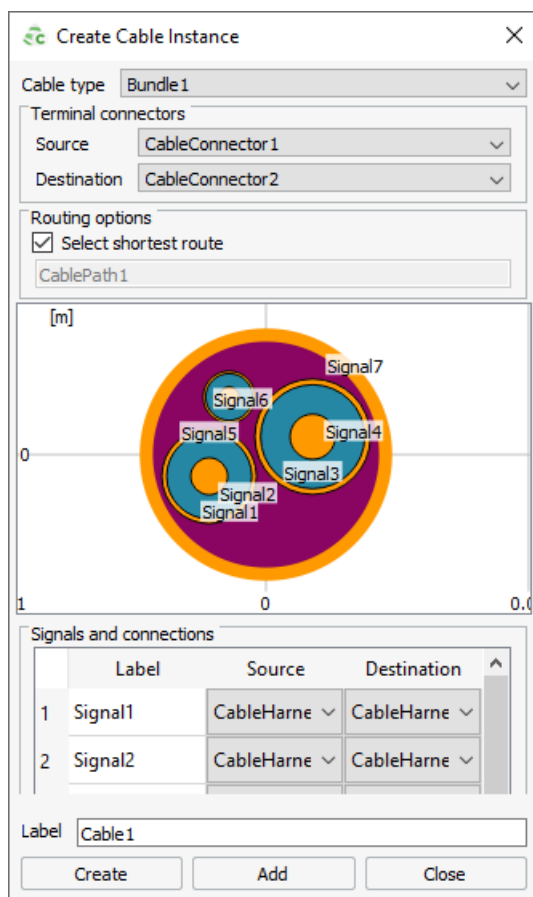 Create Cable Instance
Cable type Bundle1
Terminal connectors
Source CableConnector1
Destination CableConnector2
Routing options
Select shortest route
CablePath1
[m]
Signal7
Signal6
Signal5 Signal4
0
Signal3
Signal2
Signal1
1 0 0.0
Signals and connections
Label Source Destination
1 Signal1 CableHarne CableHarne
2 Signal2 CableHarne CableHarne
Label Cable1
Create Add Close